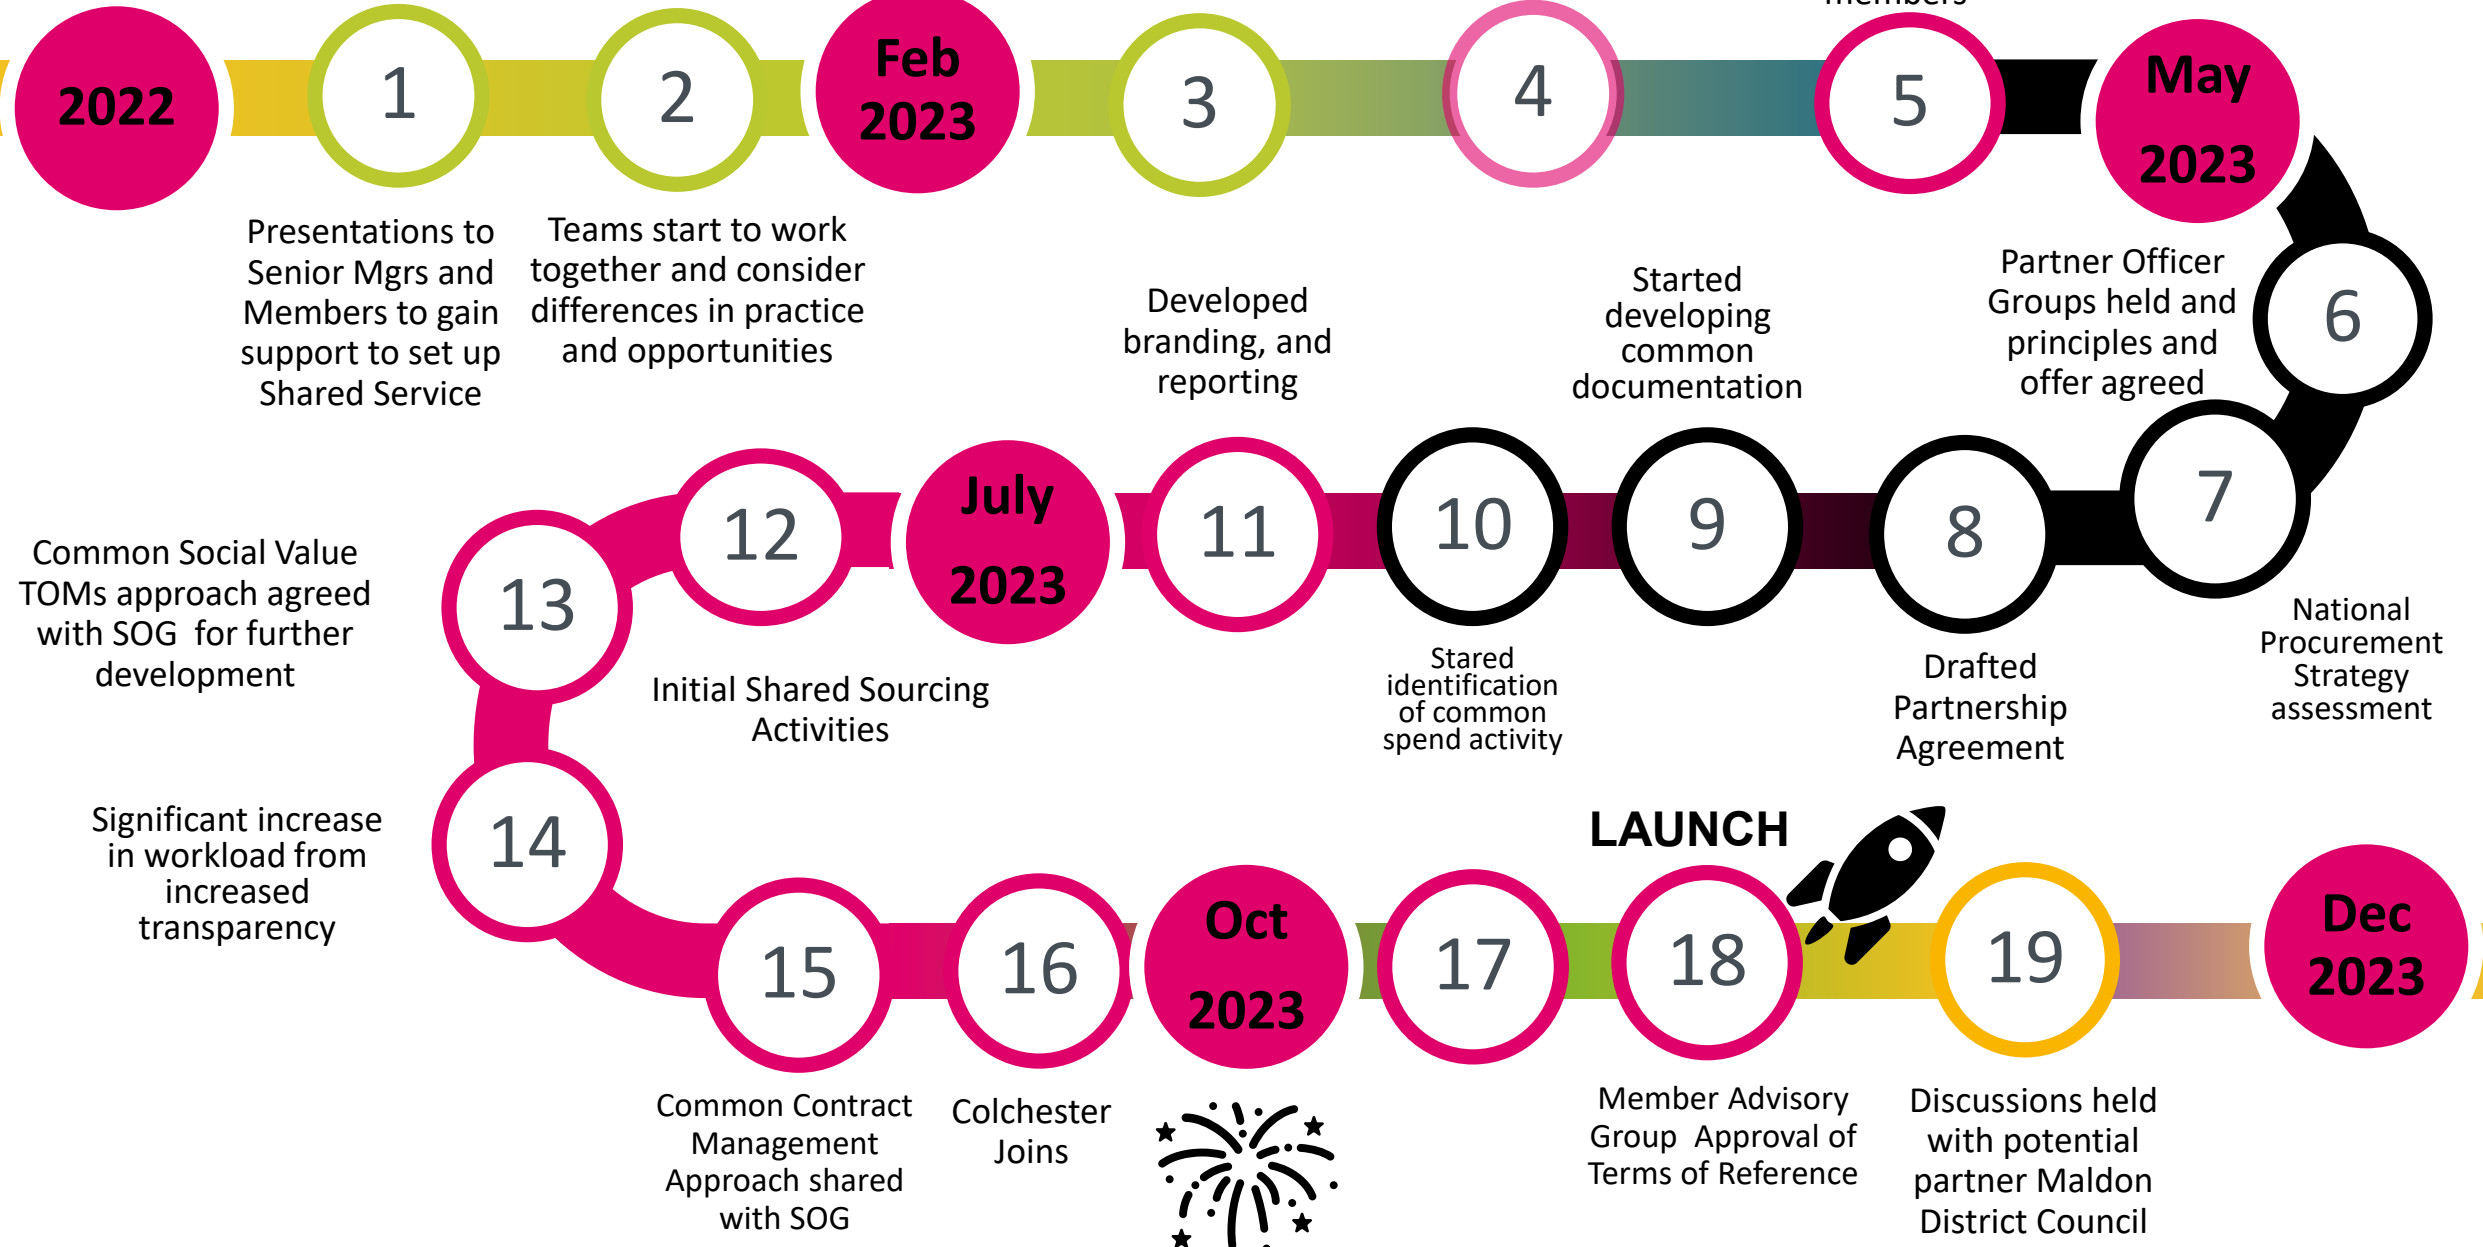 members
2022
1
2
Feb
2023
3
4
5
May
2023
Presentations to
Senior Mgrs and
Members to gain
support to set up
Shared Service
Teams start to work
together and consider
differences in practice
and opportunities
Developed
branding, and
reporting
Started
developing
common
documentation
Partner Officer
Groups held and
principles and
offer agreed
6
7
8
9
10
11
July
2023
12
13
National
Procurement
Strategy
assessment
Drafted
Partnership
Agreement
Stared
identification
of common
spend activity
Initial Shared Sourcing
Activities
Common Social Value
TOMs approach agreed
with SOG  for further
development
14
Significant increase
in workload from
increased
transparency
15
16
Oct
2023
17
LAUNCH
18
19
Dec
2023
Common Contract
Management
Approach shared
with SOG
Colchester
Joins
Member Advisory
Group  Approval of
Terms of Reference
Discussions held
with potential
partner Maldon
District Council